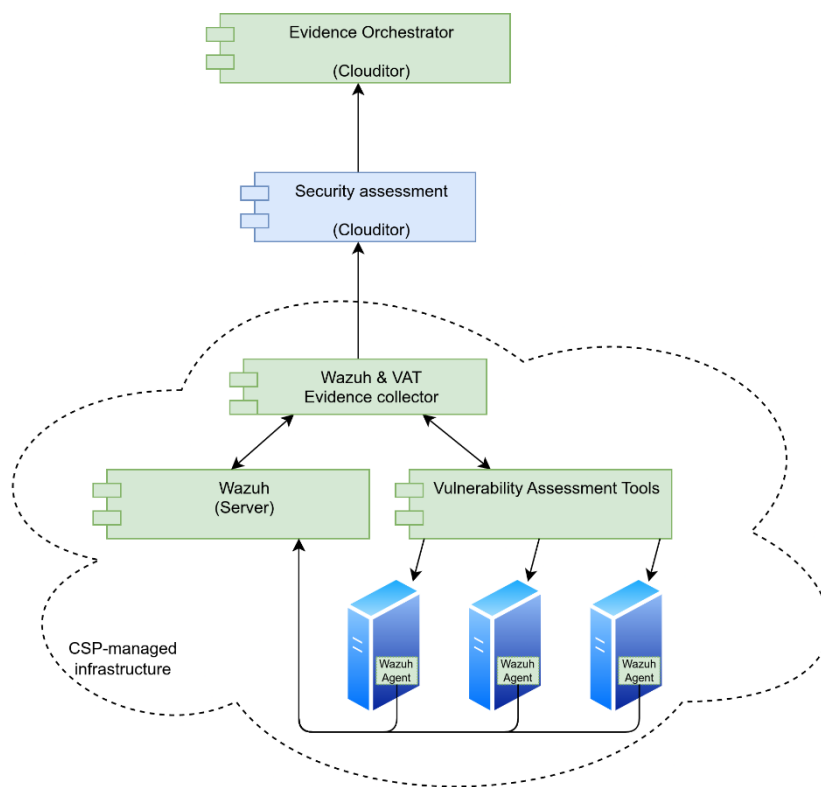 Evidence Orchestrator
(Clouditor)
Security assessment
(Clouditor)
Wazuh & VAT
Evidence collector
Wazuh
(Server)
Vulnerability Assessment Tools
CSP-managed
infrastructure
Wazuh
Agent
Wazuh
Agent
Wazuh
Agent